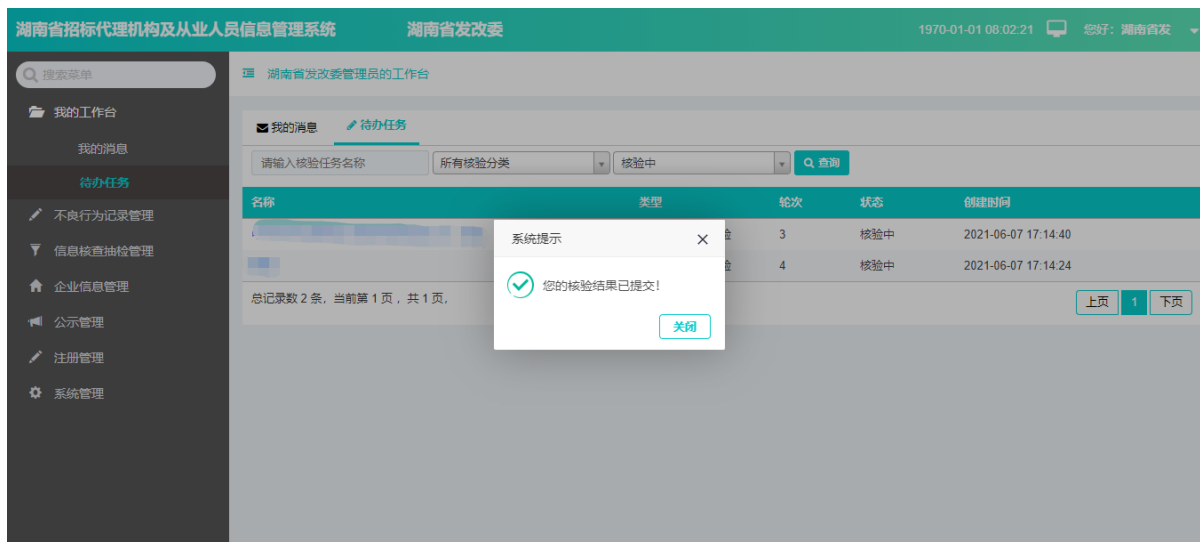 湖南省招标代理机构及从业人员信息管理系统 湖南省发改委 1970-01-01 08:02:21 您好：湖南省发
搜索菜单
湖南省发改委管理员的工作台
我的工作台
我的消息
待办任务
不良行为记录管理
信息核查抽检管理
企业信息管理
公示管理
注册管理
系统管理
我的消息 待办任务
请输入核验任务名称 所有核验分类 核验中 查询
名称 类型 轮次 状态 创建时间
验 3 核验中 2021-06-07 17:14:40
验 4 核验中 2021-06-07 17:14:24
总记录数 2 条, 当前第 1 页 , 共 1 页,
上页 1 下页
系统提示
您的核验结果已提交!
关闭